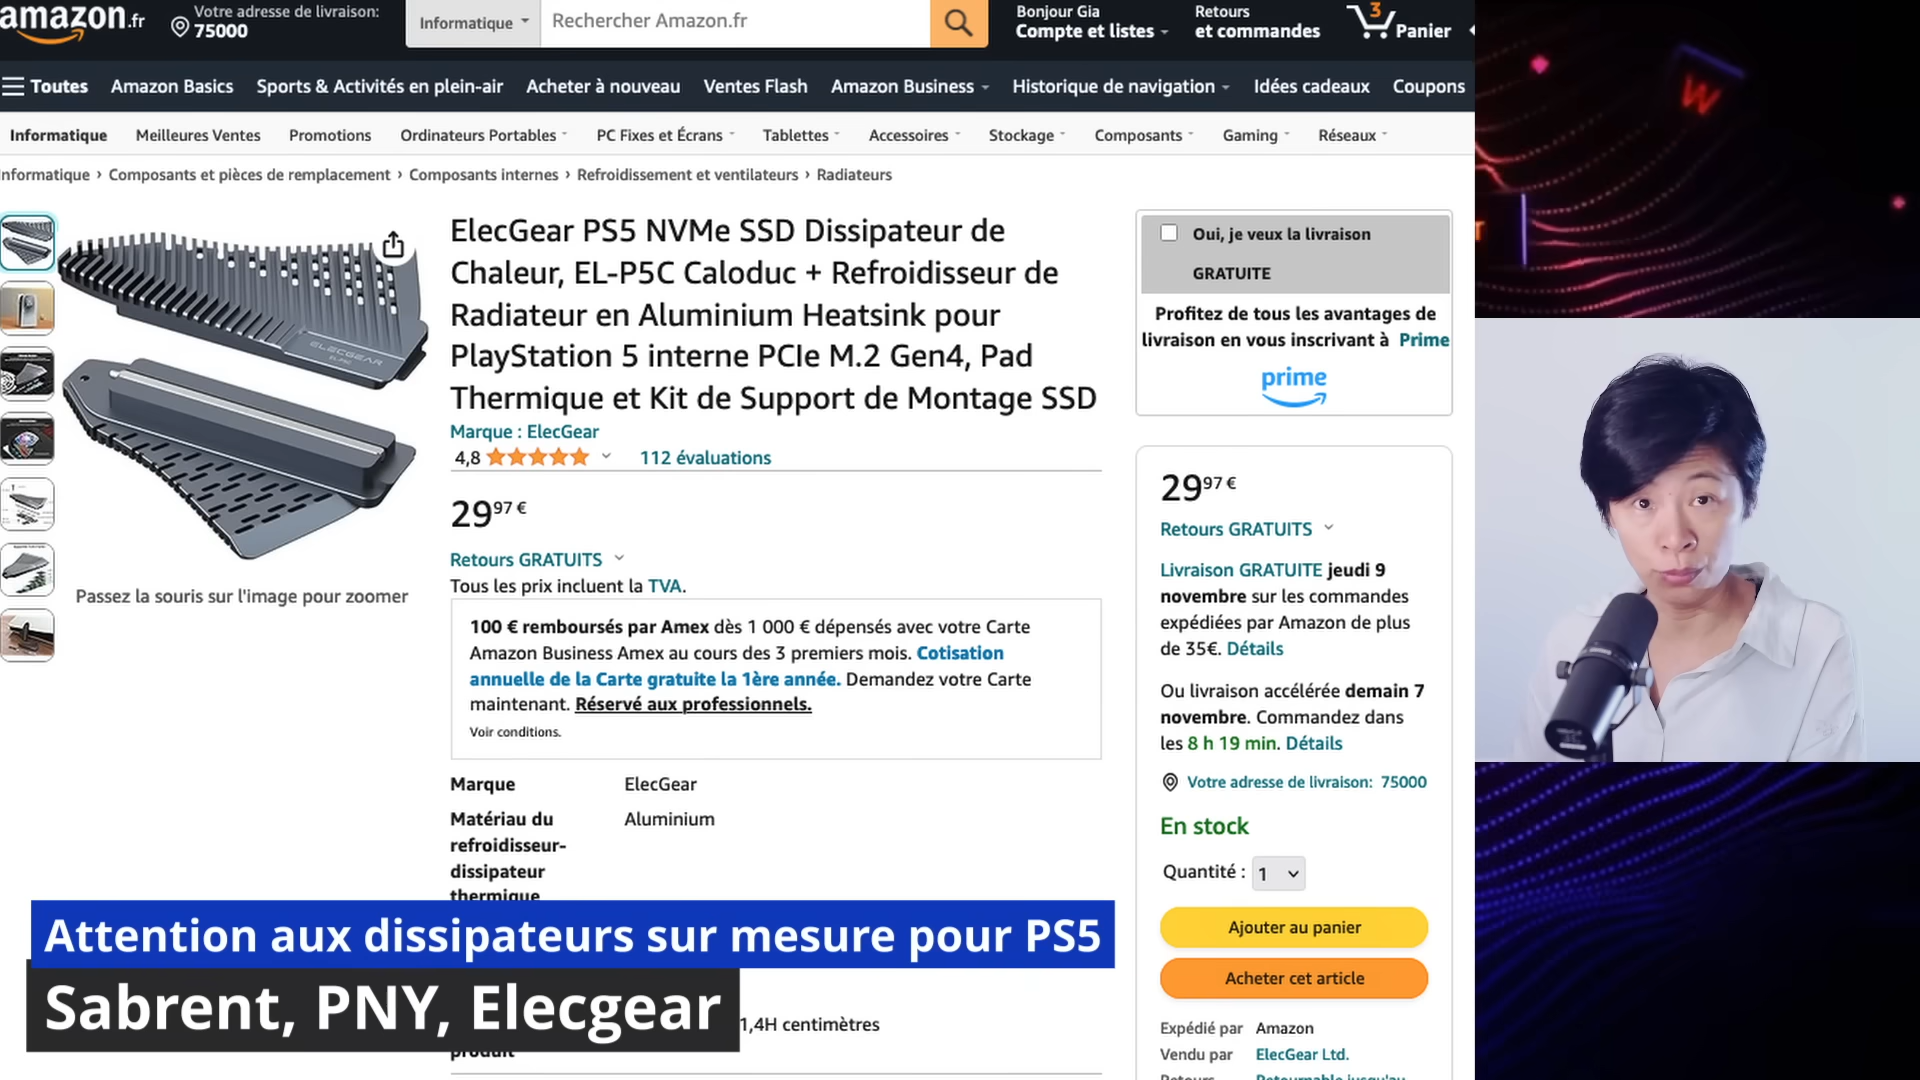 amazon.fr
Votre adresse de livraison:
75000
Informatique
Rechercher Amazon.fr
Bonjour Gia
Compte et listes
Retours
et commandes
3
Panier
Toutes
Amazon Basics
Sports & Activités en plein-air
Acheter à nouveau
Ventes Flash
Amazon Business
Historique de navigation
Idées cadeaux
Coupons
Informatique
Meilleures Ventes
Promotions
Ordinateurs Portables
PC Fixes et Écrans
Tablettes
Accessoires
Stockage
Composants
Gaming
Réseaux
nformatique › Composants et pièces de remplacement › Composants internes › Refroidissement et ventilateurs › Radiateurs
ELECGEAR
Passez la souris sur l'image pour zoomer
ElecGear PS5 NVMe SSD Dissipateur de
Chaleur, EL-P5C Caloduc + Refroidisseur de
Radiateur en Aluminium Heatsink pour
PlayStation 5 interne PCIe M.2 Gen4, Pad
Thermique et Kit de Support de Montage SSD
Marque : ElecGear
4,8
112 évaluations
29,97 €
Retours GRATUITS
Tous les prix incluent la TVA.
100 € remboursés par Amex dès 1 000 € dépensés avec votre Carte
Amazon Business Amex au cours des 3 premiers mois. Cotisation
annuelle de la Carte gratuite la 1ère année. Demandez votre Carte
maintenant. Réservé aux professionnels.
Voir conditions.
Marque ElecGear
Matériau du Aluminium
refroidisseur-
dissipateur
thermique
1,4H centimètres
produit
Oui, je veux la livraison
GRATUITE
Profitez de tous les avantages de
livraison en vous inscrivant à Prime
prime
29,97 €
Retours GRATUITS
Livraison GRATUITE jeudi 9
novembre sur les commandes
expédiées par Amazon de plus
de 35€. Détails
Ou livraison accélérée demain 7
novembre. Commandez dans
les 8 h 19 min. Détails
Votre adresse de livraison: 75000
En stock
Quantité : 1
Ajouter au panier
Acheter cet article
Expédié par Amazon
Vendu par ElecGear Ltd.
Retours Retournable jusqu'au
Attention aux dissipateurs sur mesure pour PS5
Sabrent, PNY, Elecgear
W